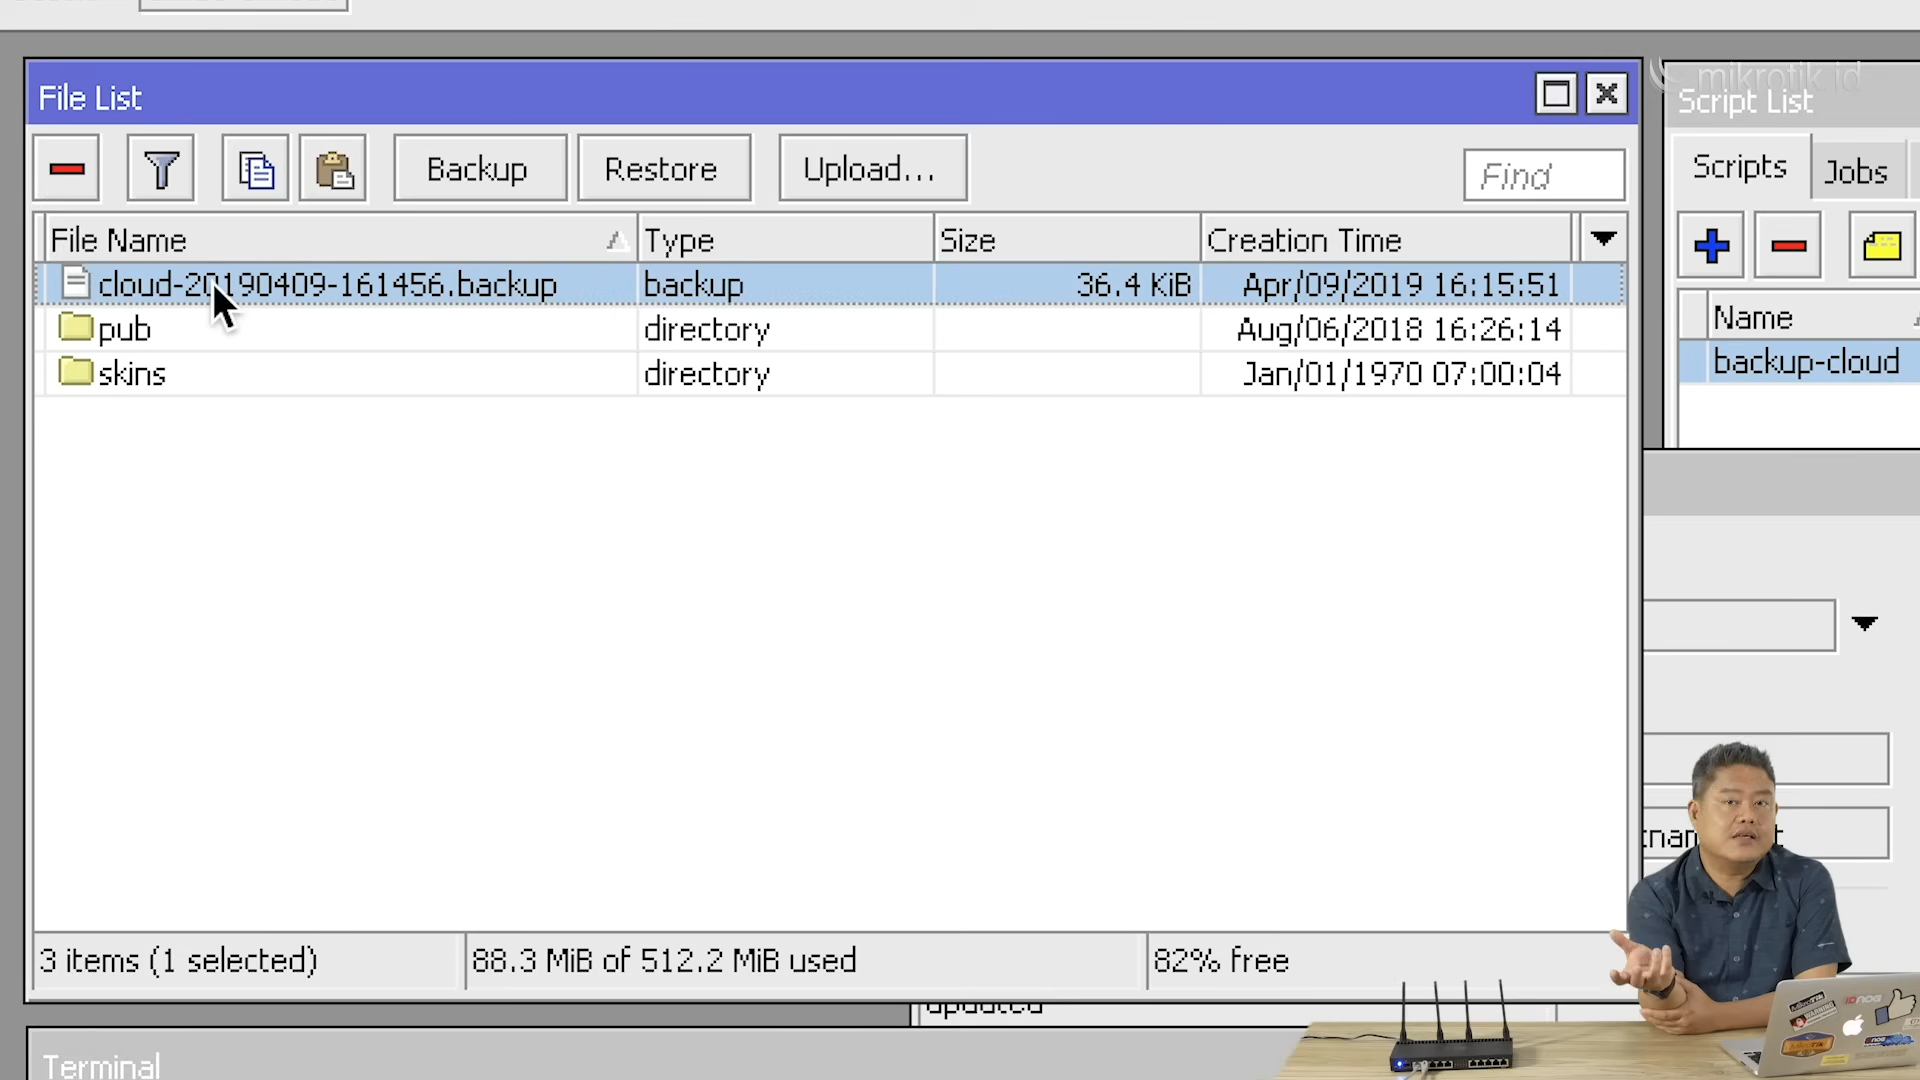 mikrotik.id
File List
Script List
Backup
Restore
Upload...
Find
Scripts
Jobs
File Name
Type
Size
Creation Time
cloud-20190409-161456.backup
backup
36.4 KiB
Apr/09/2019 16:15:51
pub
directory
Aug/06/2018 16:26:14
skins
directory
Jan/01/1970 07:00:04
Name
backup-cloud
3 items (1 selected)
88.3 MiB of 512.2 MiB used
82% free
updated
Terminal